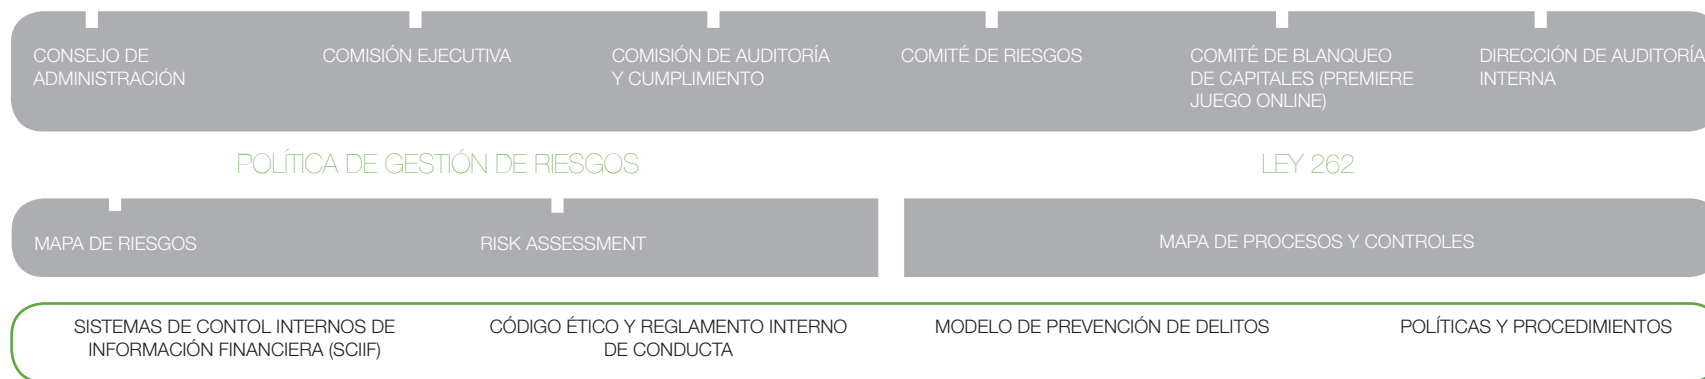 CONSEJO DE
ADMINISTRACIÓN
COMISIÓN EJECUTIVA
COMISIÓN DE AUDITORÍA
Y CUMPLIMIENTO
COMITÉ DE RIESGOS
COMITÉ DE BLANQUEO
DE CAPITALES (PREMIERE
JUEGO ONLINE)
DIRECCIÓN DE AUDITORÍA
INTERNA
POLÍTICA DE GESTIÓN DE RIESGOS
LEY 262
MAPA DE RIESGOS
RISK ASSESSMENT
MAPA DE PROCESOS Y CONTROLES
SISTEMAS DE CONTOL INTERNOS DE
INFORMACIÓN FINANCIERA (SCIIF)
CÓDIGO ÉTICO Y REGLAMENTO INTERNO
DE CONDUCTA
MODELO DE PREVENCIÓN DE DELITOS
POLÍTICAS Y PROCEDIMIENTOS